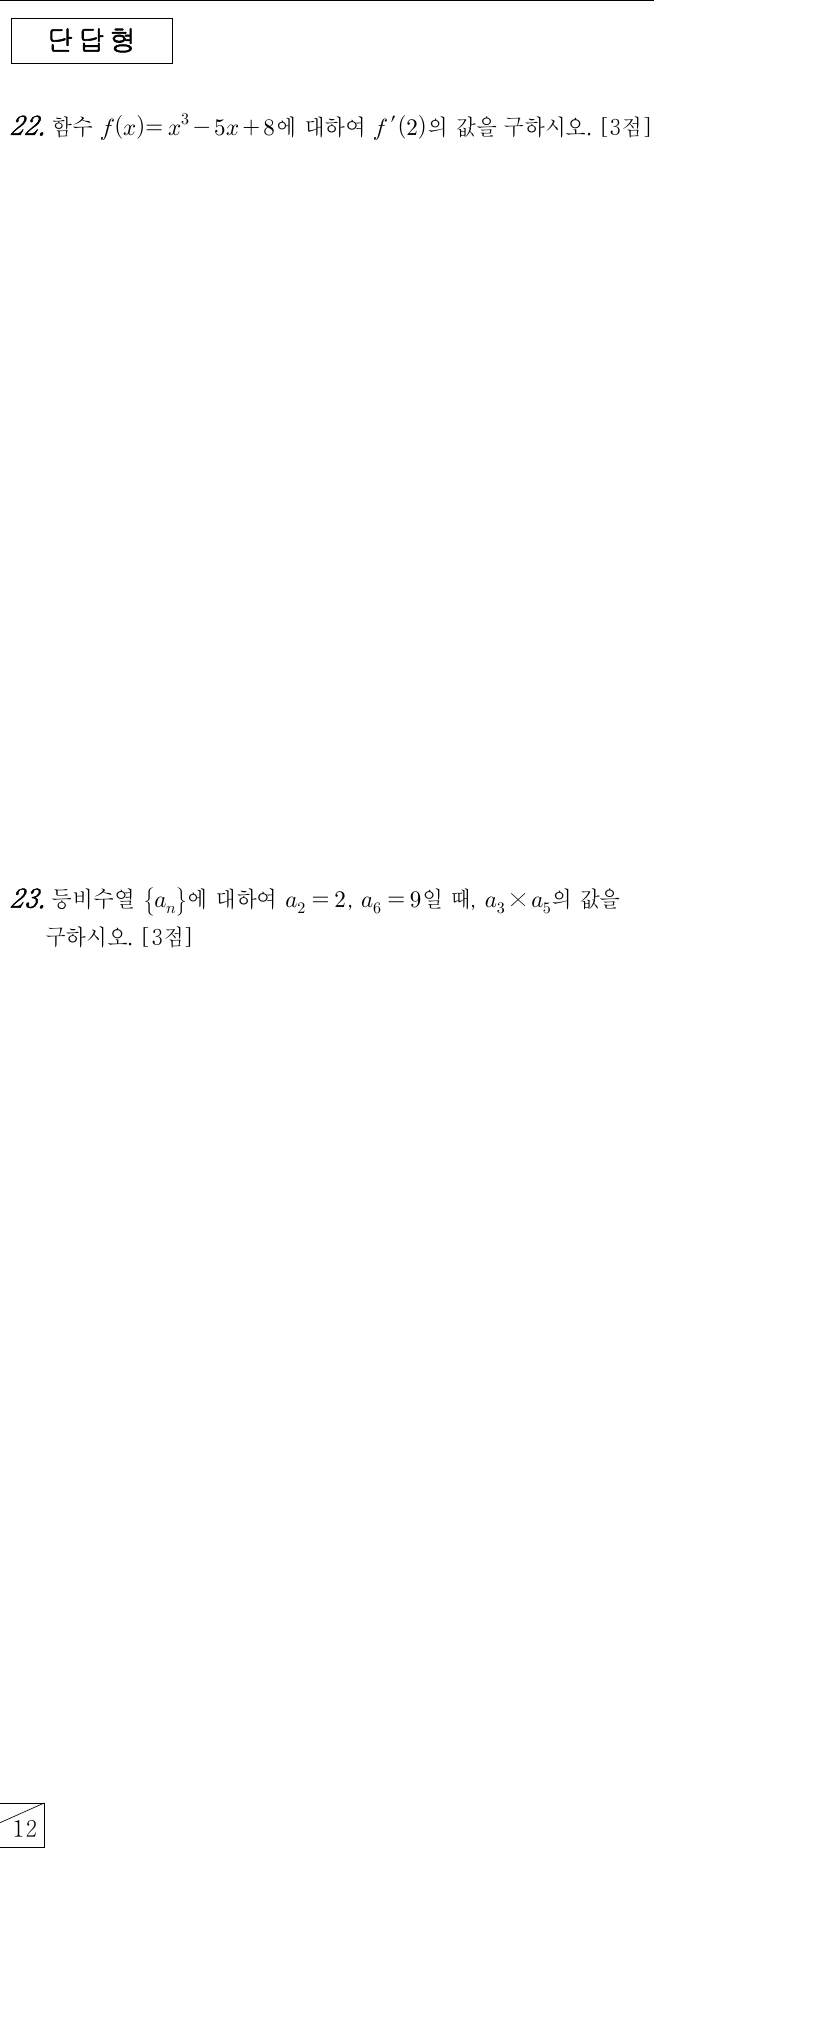 단답형
22. 함수 f(x)=x³-5x+8에 대하여 f′(2)의 값을 구하시오. [3점]
23. 등비수열 {aₙ}에 대하여 a₂=2, a₆=9일 때, a₃×a₅의 값을
구하시오. [3점]
12